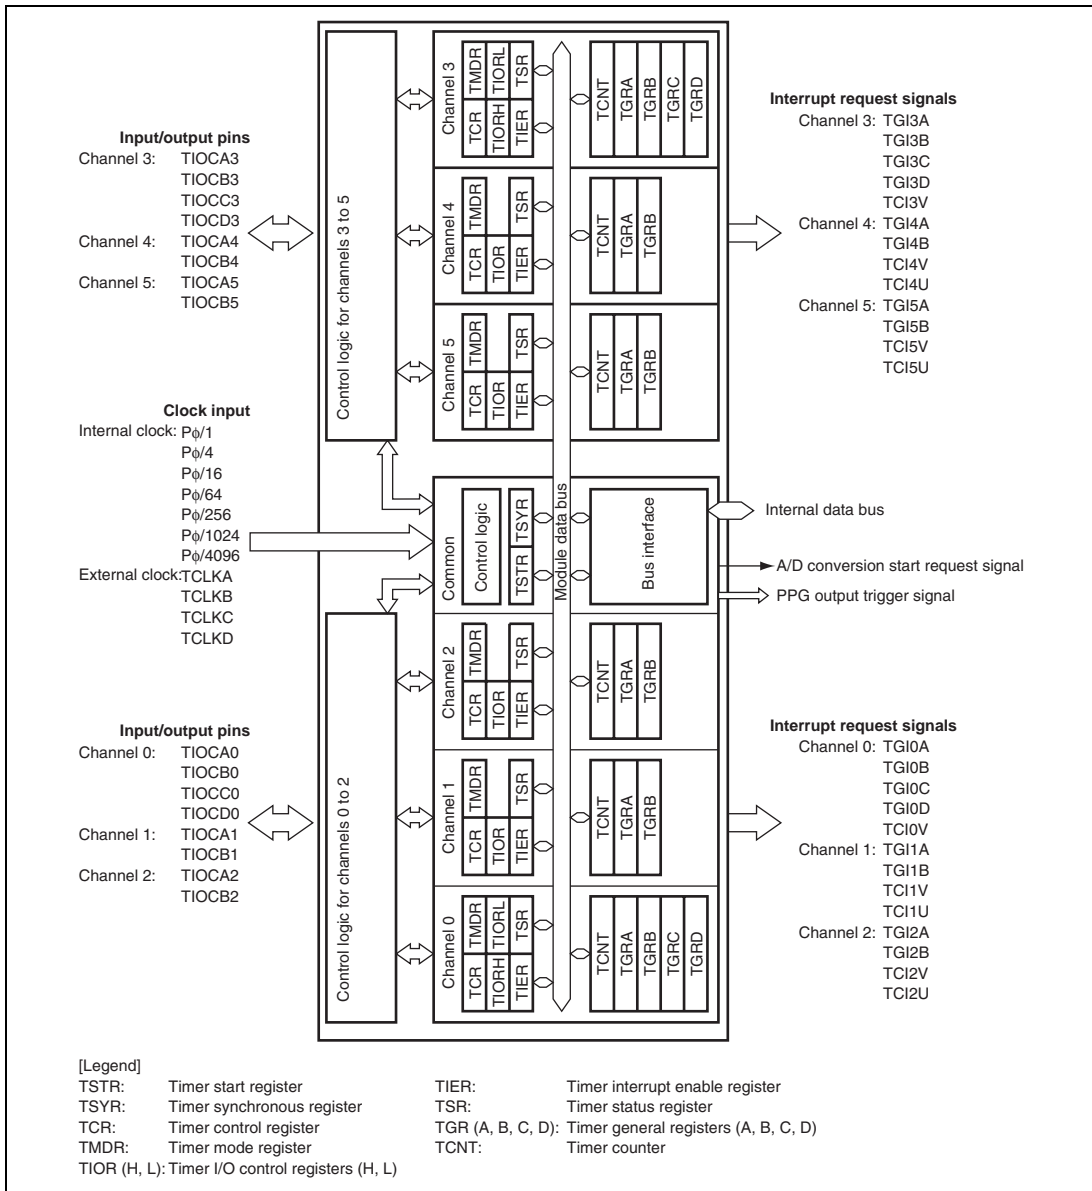 Input/output pins
Channel 3: TIOCA3
TIOCB3
TIOCC3
TIOCD3
Channel 4: TIOCA4
TIOCB4
Channel 5: TIOCA5
TIOCB5
Clock input
Internal clock: Pϕ/1
Pϕ/4
Pϕ/16
Pϕ/64
Pϕ/256
Pϕ/1024
Pϕ/4096
External clock: TCLKA
TCLKB
TCLKC
TCLKD
Input/output pins
Channel 0: TIOCA0
TIOCB0
TIOCC0
TIOCD0
Channel 1: TIOCA1
TIOCB1
Channel 2: TIOCA2
TIOCB2
Control logic for channels 3 to 5
Control logic for channels 0 to 2
Channel 3
TCR TMDR
TIORH TIORL
TIER TSR
TCNT
TGRA
TGRB
TGRC
TGRD
Channel 4
TCR TMDR
TIOR
TIER TSR
TCNT
TGRA
TGRB
Channel 5
TCR TMDR
TIOR
TIER TSR
TCNT
TGRA
TGRB
Common
Control logic
TSTR TSYR
Module data bus
Bus interface
Channel 2
TCR TMDR
TIOR
TIER TSR
TCNT
TGRA
TGRB
Channel 1
TCR TMDR
TIOR
TIER TSR
TCNT
TGRA
TGRB
Channel 0
TCR TMDR
TIORH TIORL
TIER TSR
TCNT
TGRA
TGRB
TGRC
TGRD
Interrupt request signals
Channel 3: TGI3A
TGI3B
TGI3C
TGI3D
TCI3V
Channel 4: TGI4A
TGI4B
TCI4V
TCI4U
Channel 5: TGI5A
TGI5B
TCI5V
TCI5U
Internal data bus
A/D conversion start request signal
PPG output trigger signal
Interrupt request signals
Channel 0: TGI0A
TGI0B
TGI0C
TGI0D
TCI0V
Channel 1: TGI1A
TGI1B
TCI1V
TCI1U
Channel 2: TGI2A
TGI2B
TCI2V
TCI2U
[Legend]
TSTR: Timer start register
TSYR: Timer synchronous register
TCR: Timer control register
TMDR: Timer mode register
TIOR (H, L): Timer I/O control registers (H, L)
TIER: Timer interrupt enable register
TSR: Timer status register
TGR (A, B, C, D): Timer general registers (A, B, C, D)
TCNT: Timer counter